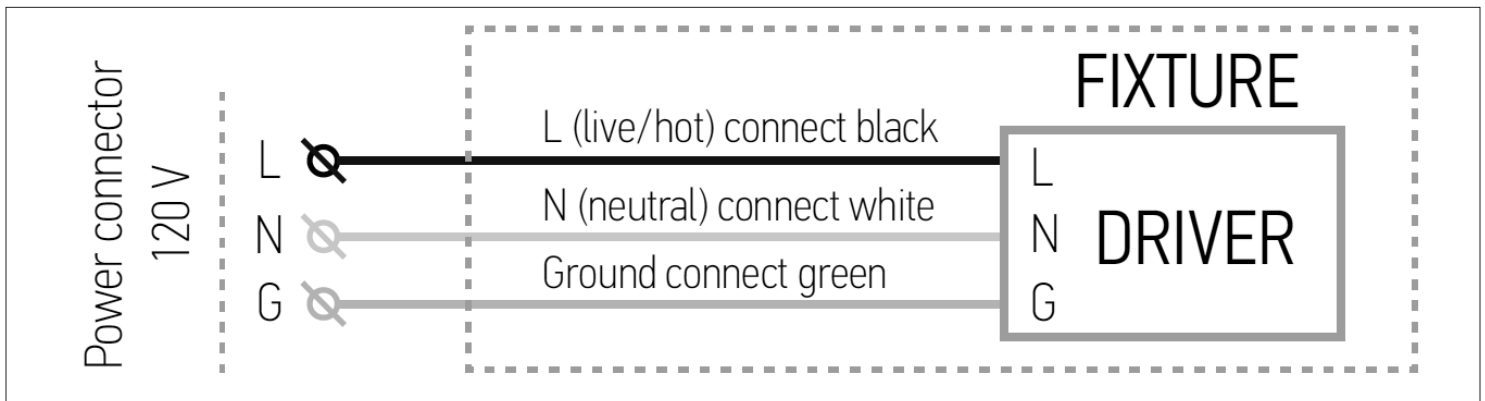 Power connector
120 V
L
N
G
L (live/hot) connect black
N (neutral) connect white
Ground connect green
FIXTURE
L
N
G
DRIVER